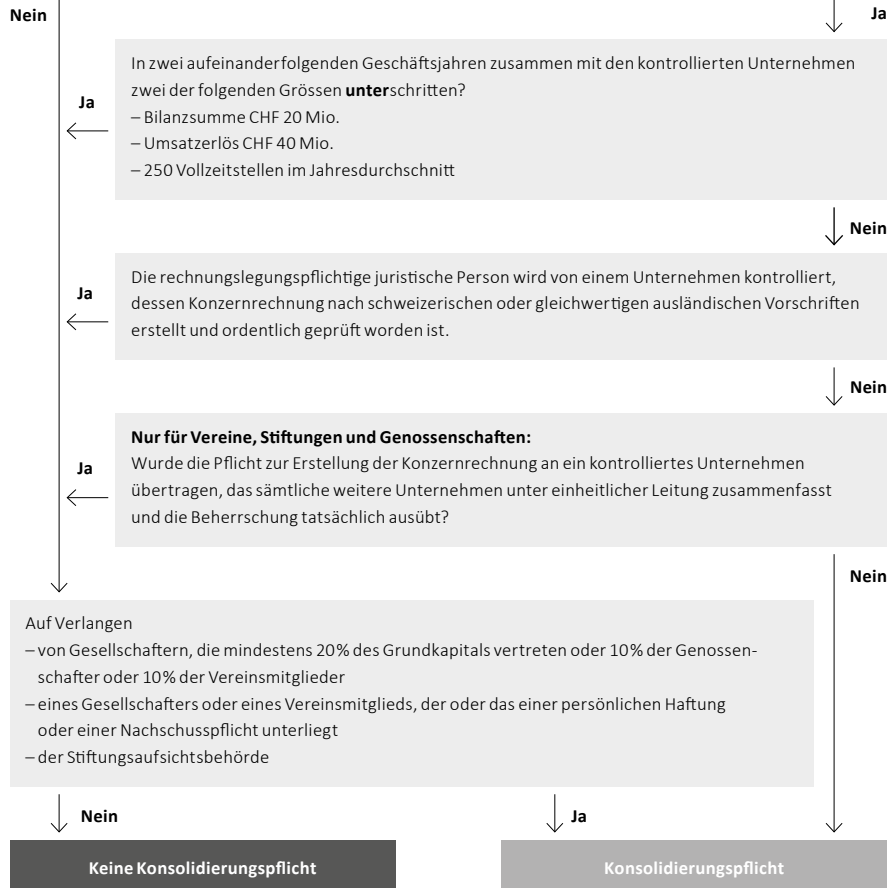 Nein
Ja
In zwei aufeinanderfolgenden Geschäftsjahren zusammen mit den kontrollierten Unternehmen
zwei der folgenden Grössen unterschritten?
– Bilanzsumme CHF 20 Mio.
– Umsatzerlös CHF 40 Mio.
– 250 Vollzeitstellen im Jahresdurchschnitt
Ja
Nein
Die rechnungslegungspflichtige juristische Person wird von einem Unternehmen kontrolliert,
dessen Konzernrechnung nach schweizerischen oder gleichwertigen ausländischen Vorschriften
erstellt und ordentlich geprüft worden ist.
Ja
Nein
Nur für Vereine, Stiftungen und Genossenschaften:
Wurde die Pflicht zur Erstellung der Konzernrechnung an ein kontrolliertes Unternehmen
übertragen, das sämtliche weitere Unternehmen unter einheitlicher Leitung zusammenfasst
und die Beherrschung tatsächlich ausübt?
Ja
Nein
Auf Verlangen
– von Gesellschaftern, die mindestens 20% des Grundkapitals vertreten oder 10% der Genossen-
schafter oder 10% der Vereinsmitglieder
– eines Gesellschafters oder eines Vereinsmitglieds, der oder das einer persönlichen Haftung
oder einer Nachschusspflicht unterliegt
– der Stiftungsaufsichtsbehörde
Nein
Ja
Keine Konsolidierungspflicht
Konsolidierungspflicht